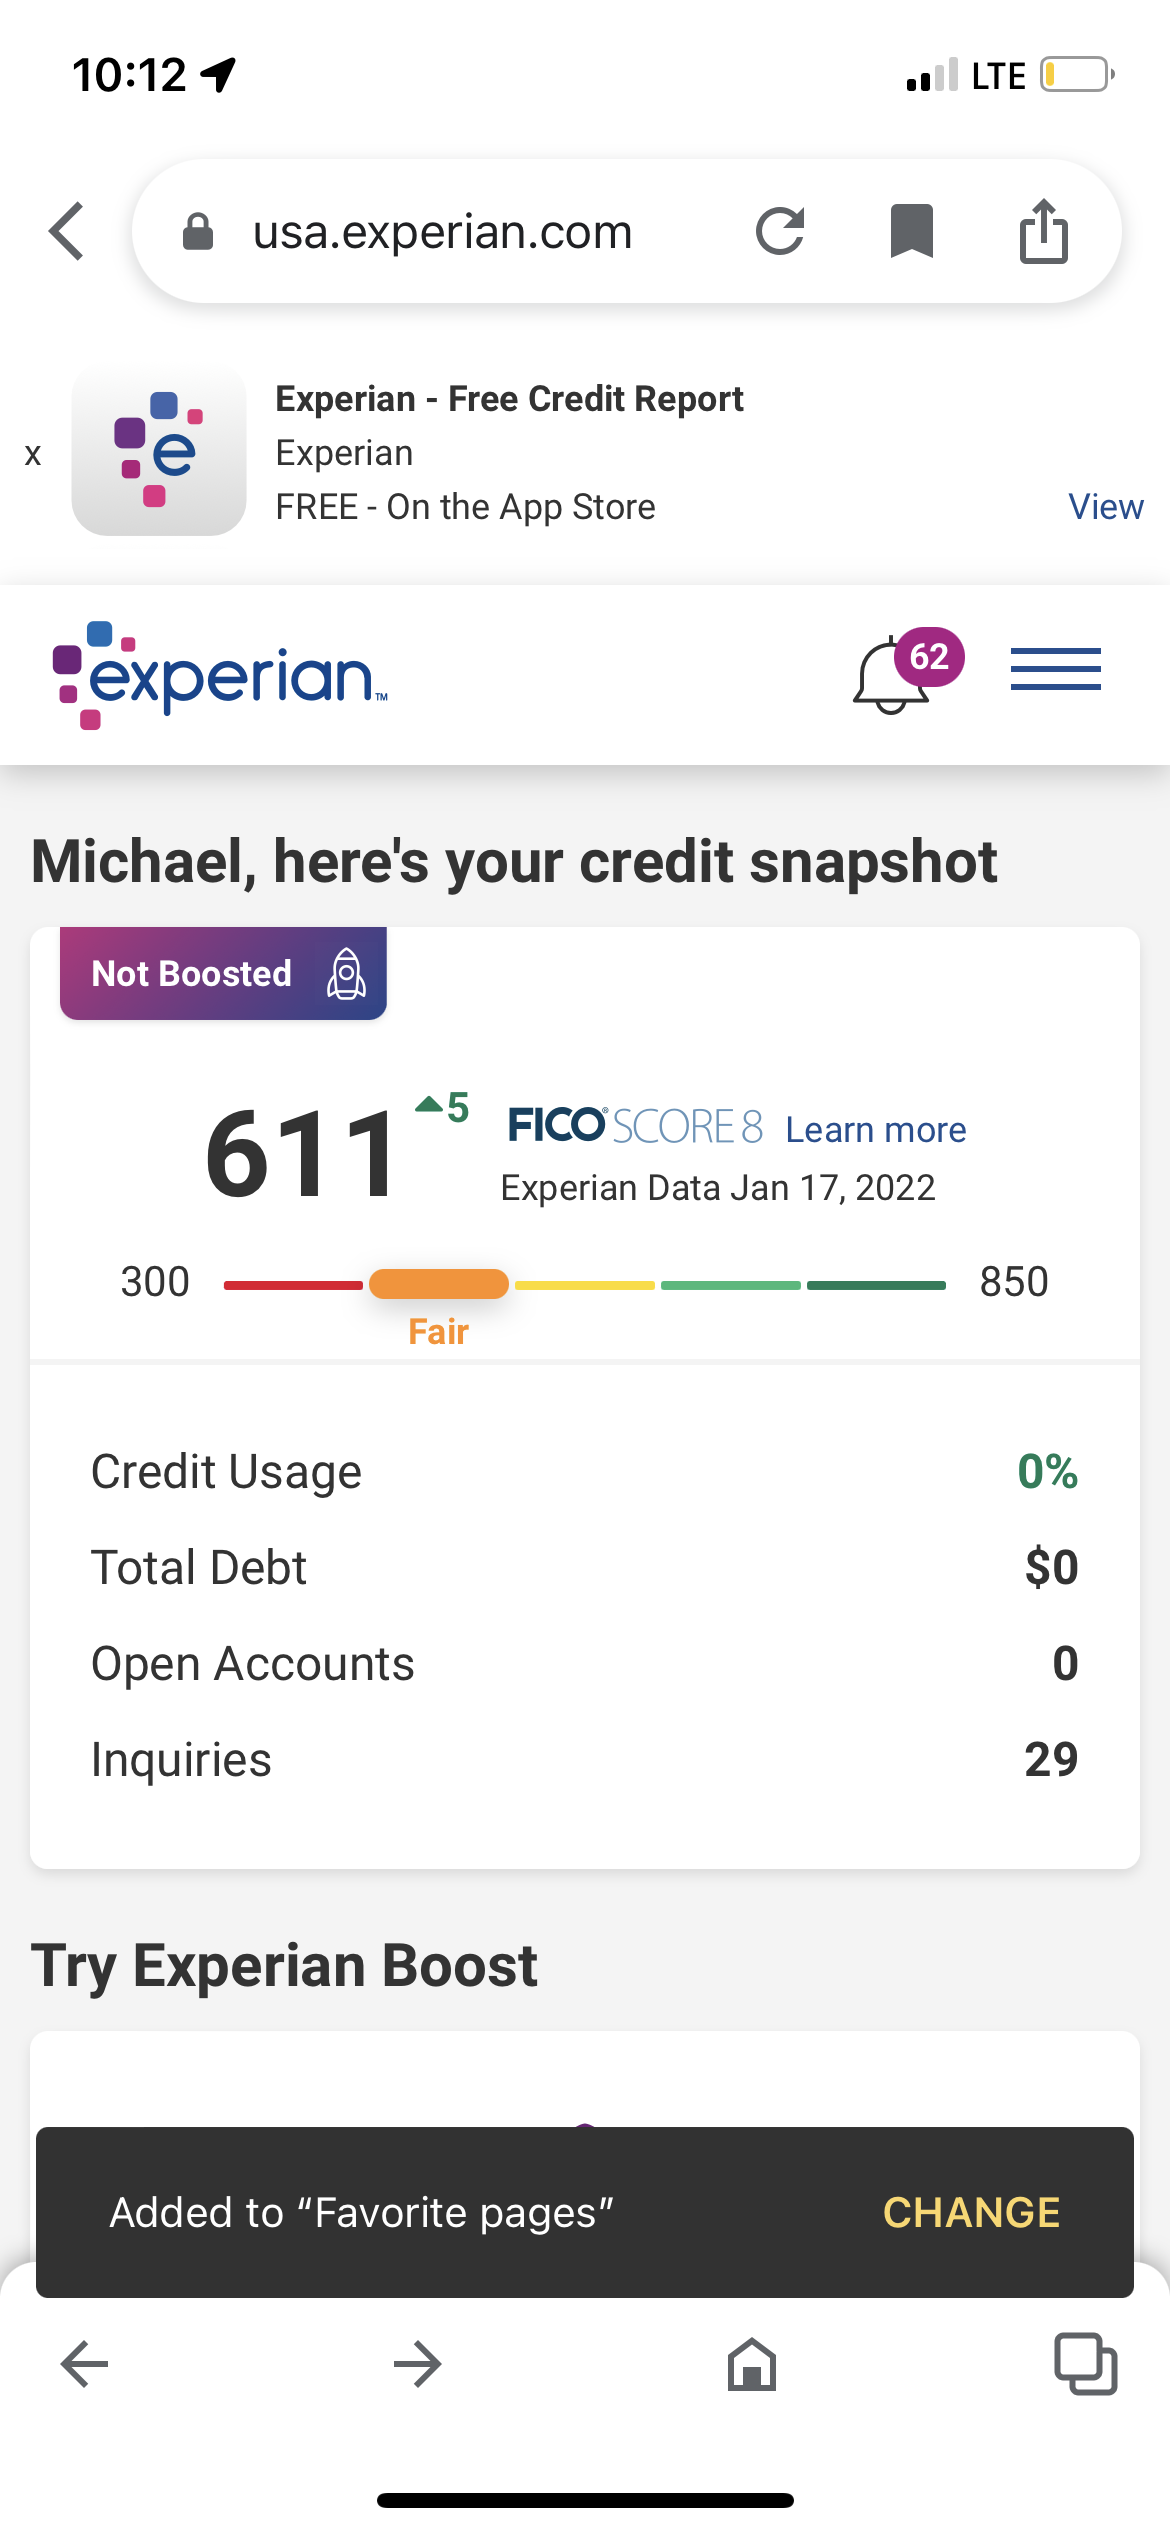 10:12
LTE
usa.experian.com
Experian - Free Credit Report
Experian
x
FREE - On the App Store
View
e
experian™
62
Michael, here's your credit snapshot
Not Boosted
611 5 FICO® SCORE 8 Learn more
Experian Data Jan 17, 2022
300 850
Fair
Credit Usage 0%
Total Debt $0
Open Accounts 0
Inquiries 29
Try Experian Boost
Added to “Favorite pages” CHANGE